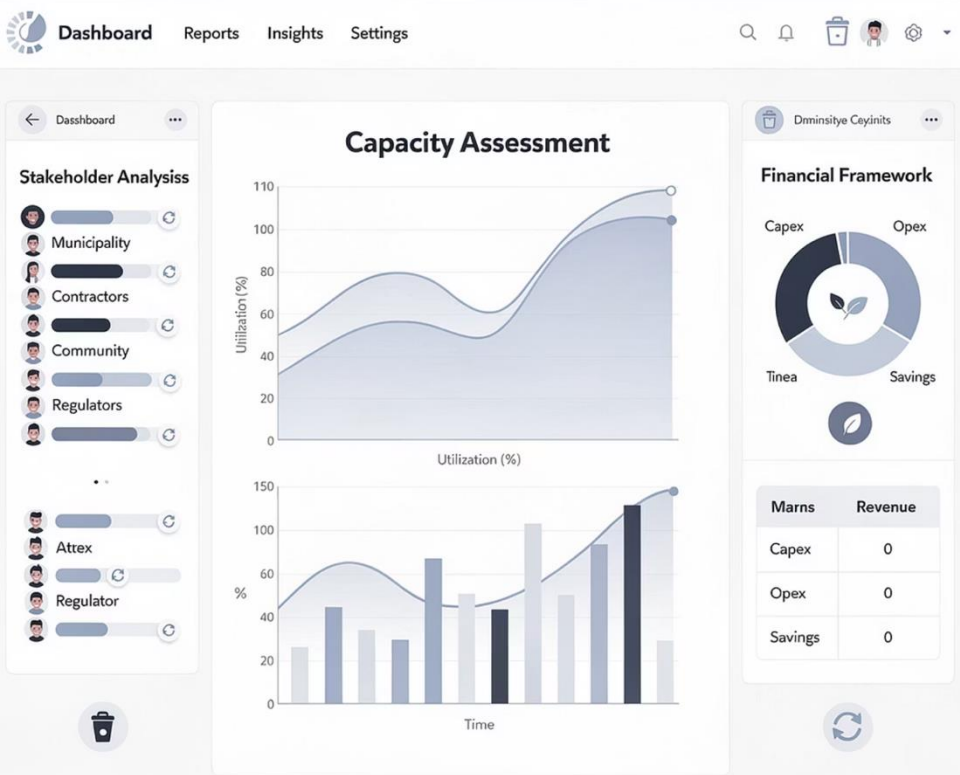 Dashboard Reports Insights Settings
Dasshboard
Stakeholder Analysiss
Municipality
Contractors
Community
Regulators
Attex
Regulator
Capacity Assessment
110
100
80
60
40
20
0
Uhilization (%)
Utilization (%)
150
100
60
40
20
0
%
Time
Dmminsitye Ceyinits
Financial Framework
Capex
Opex
Tinea
Savings
Marns Revenue
Capex 0
Opex 0
Savings 0